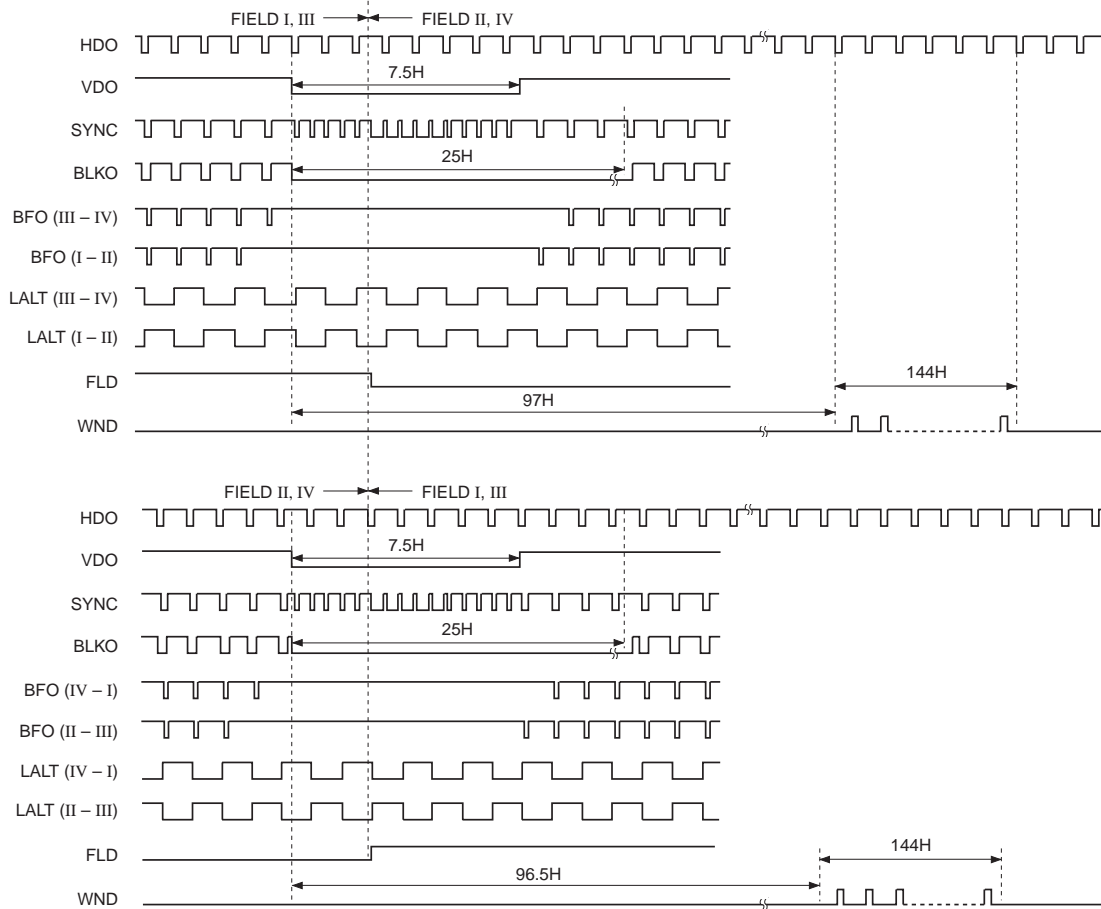 FIELD I, III FIELD II, IV
HDO
7.5H
VDO
SYNC
25H
BLKO
BFO (III – IV)
BFO (I – II)
LALT (III – IV)
LALT (I – II)
FLD
144H
97H
WND
FIELD II, IV FIELD I, III
HDO
7.5H
VDO
SYNC
25H
BLKO
BFO (IV – I)
BFO (II – III)
LALT (IV – I)
LALT (II – III)
FLD
144H
96.5H
WND